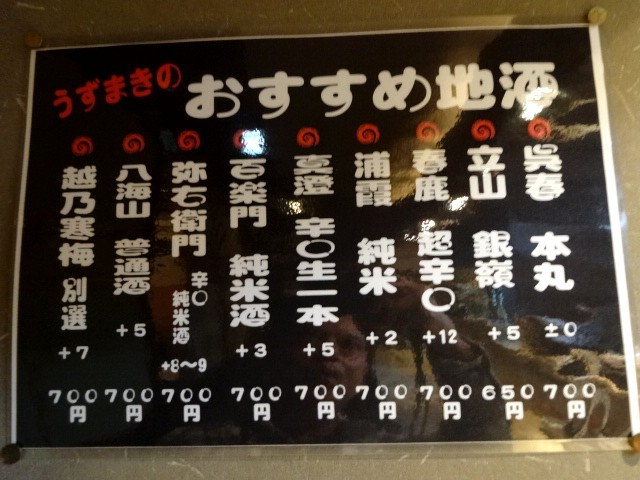 うずまきの
おすすめ地酒
呉春 本丸 ±0 700円
立山 銀嶺 +5 650円
春鹿 超辛〇 +12 700円
浦霞 純米 +2 700円
真澄 辛〇生一本 +5 700円
百楽門 純米酒 +3 700円
弥右衛門 辛〇純米酒 +8〜9 700円
八海山 普通酒 +5 700円
越乃寒梅 別選 +7 700円